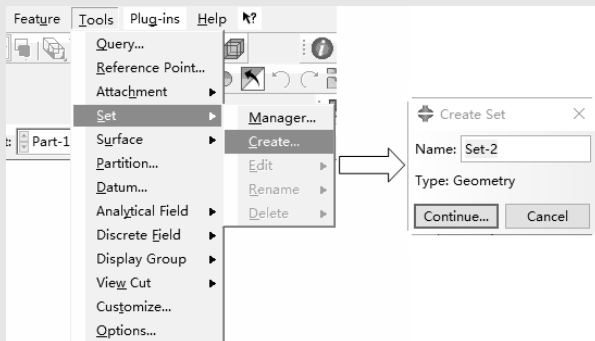 Feature Tools Plug-ins Help
Query...
Reference Point...
Attachment
Set
Surface
Partition...
Datum...
Analytical Field
Discrete Field
Display Group
View Cut
Customize...
Options...
t: Part-1
Manager...
Create...
Edit
Rename
Delete
Create Set
Name: Set-2
Type: Geometry
Continue... Cancel